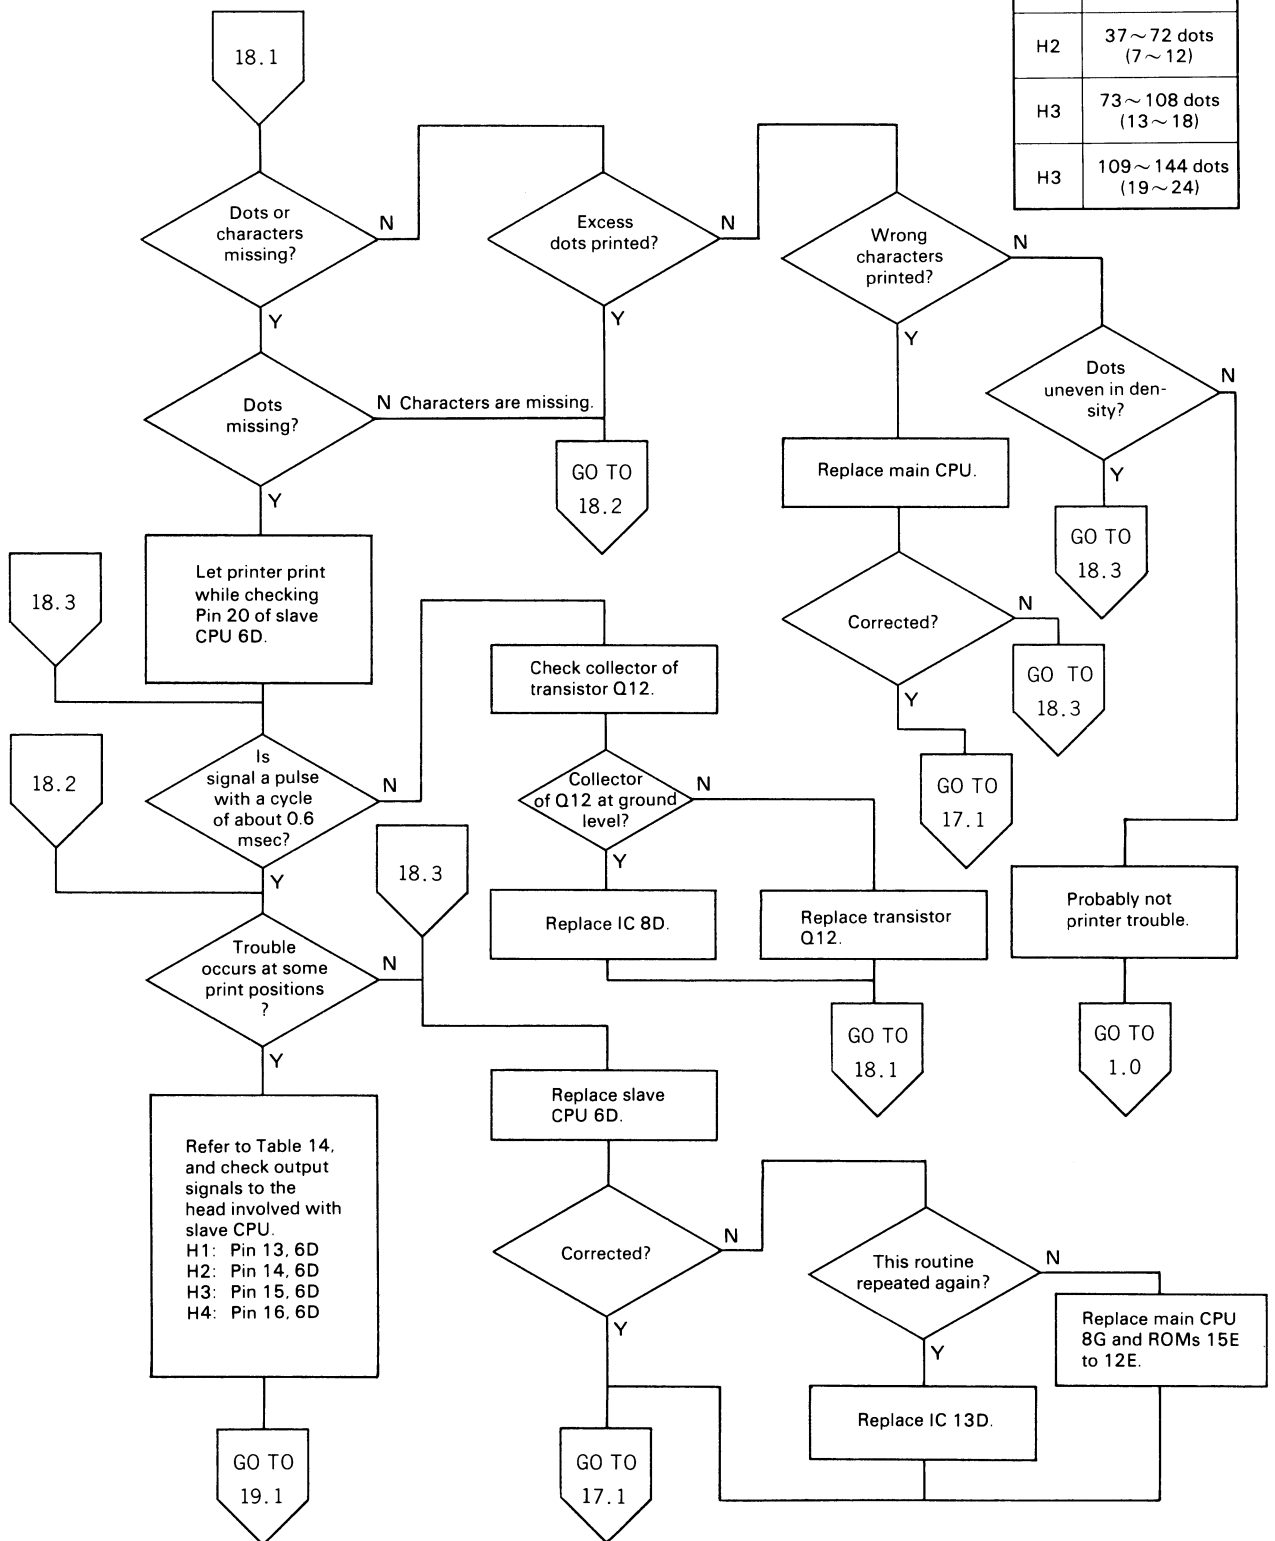 18.1
H2
37～72 dots
(7～12)
H3
73～108 dots
(13～18)
H3
109～144 dots
(19～24)
Dots or
characters
missing?
N
Y
Excess
dots printed?
N
Y
Wrong
characters
printed?
N
Y
Dots
uneven in den-
sity?
N
Y
Dots
missing?
N Characters are missing.
Y
GO TO
18.2
Replace main CPU.
GO TO
18.3
Let printer print
while checking
Pin 20 of slave
CPU 6D.
18.3
Corrected?
N
Y
GO TO
18.3
GO TO
17.1
Check collector of
transistor Q12.
18.2
Is
signal a pulse
with a cycle
of about 0.6
msec?
N
Y
Collector
of Q12 at ground
level?
N
Y
18.3
Replace IC 8D.
Replace transistor
Q12.
Probably not
printer trouble.
Trouble
occurs at some
print positions
?
N
Y
GO TO
18.1
GO TO
1.0
Replace slave
CPU 6D.
Refer to Table 14,
and check output
signals to the
head involved with
slave CPU.
H1: Pin 13, 6D
H2: Pin 14, 6D
H3: Pin 15, 6D
H4: Pin 16, 6D
Corrected?
N
Y
This routine
repeated again?
N
Y
Replace main CPU
8G and ROMs 15E
to 12E.
Replace IC 13D.
GO TO
19.1
GO TO
17.1